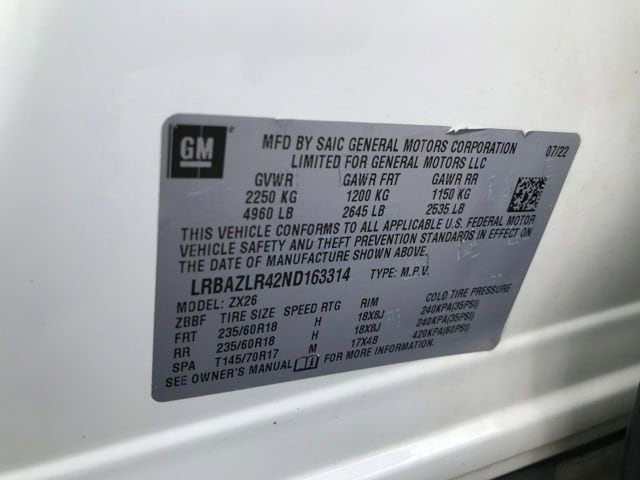 GM
MFD BY SAIC GENERAL MOTORS CORPORATION 07/22
LIMITED FOR GENERAL MOTORS LLC
GVWR GAWR FRT GAWR RR
2250 KG 1200 KG 1150 KG
4960 LB 2645 LB 2535 LB
THIS VEHICLE CONFORMS TO ALL APPLICABLE U.S. FEDERAL MOTOR
VEHICLE SAFETY AND THEFT PREVENTION STANDARDS IN EFFECT ON
THE DATE OF MANUFACTURE SHOWN ABOVE.
LRBAZLR42ND163314 TYPE: M.P.V.
MODEL: ZX26
ZBBF TIRE SIZE SPEED RTG RIM COLD TIRE PRESSURE
FRT 235/60R18 H 18X8J 240KPA(35PSI)
RR 235/60R18 H 18X8J 240KPA(35PSI)
SPA T145/70R17 M 17X4B 420KPA(60PSI)
SEE OWNER'S MANUAL FOR MORE INFORMATION.